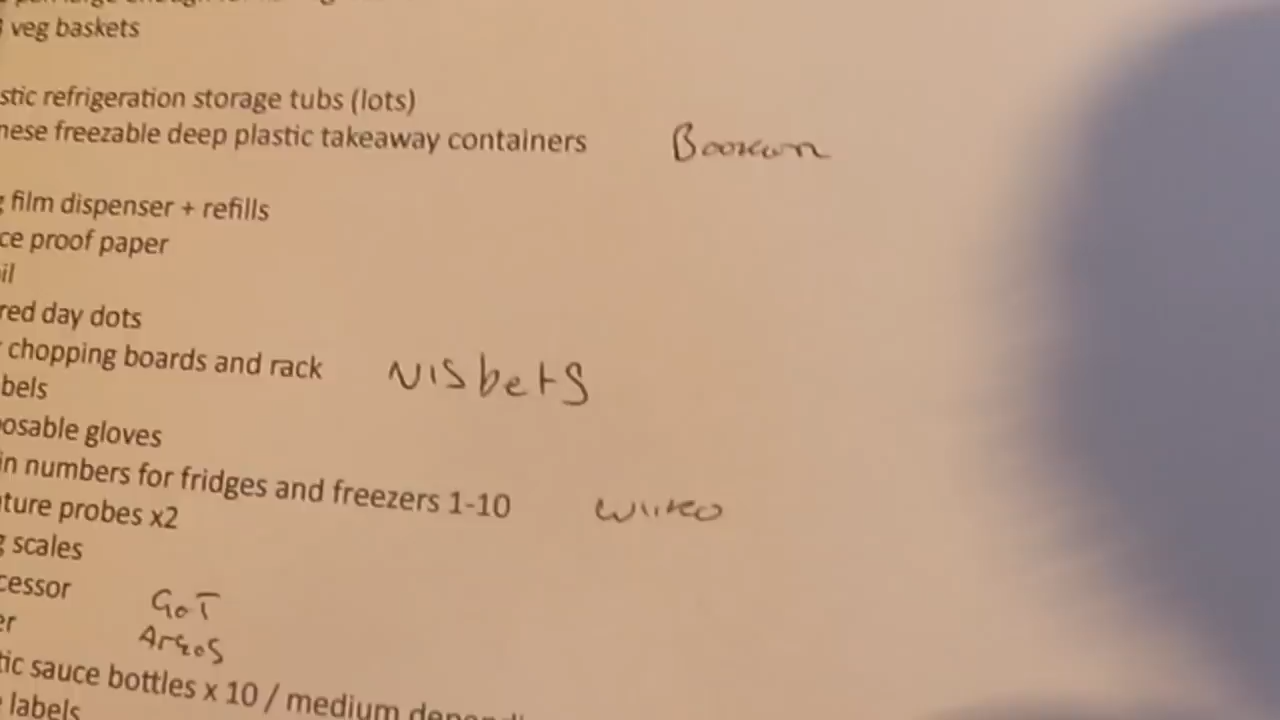 veg baskets
stic refrigeration storage tubs (lots)
nese freezable deep plastic takeaway containers Booker
film dispenser + refills
ce proof paper
il
red day dots
chopping boards and rack NISbetS
bels
osable gloves
in numbers for fridges and freezers 1-10 Wilko
ture probes x2
g scales
cessor GoT
er ArgoS
tic sauce bottles x 10 / medium depend
labels